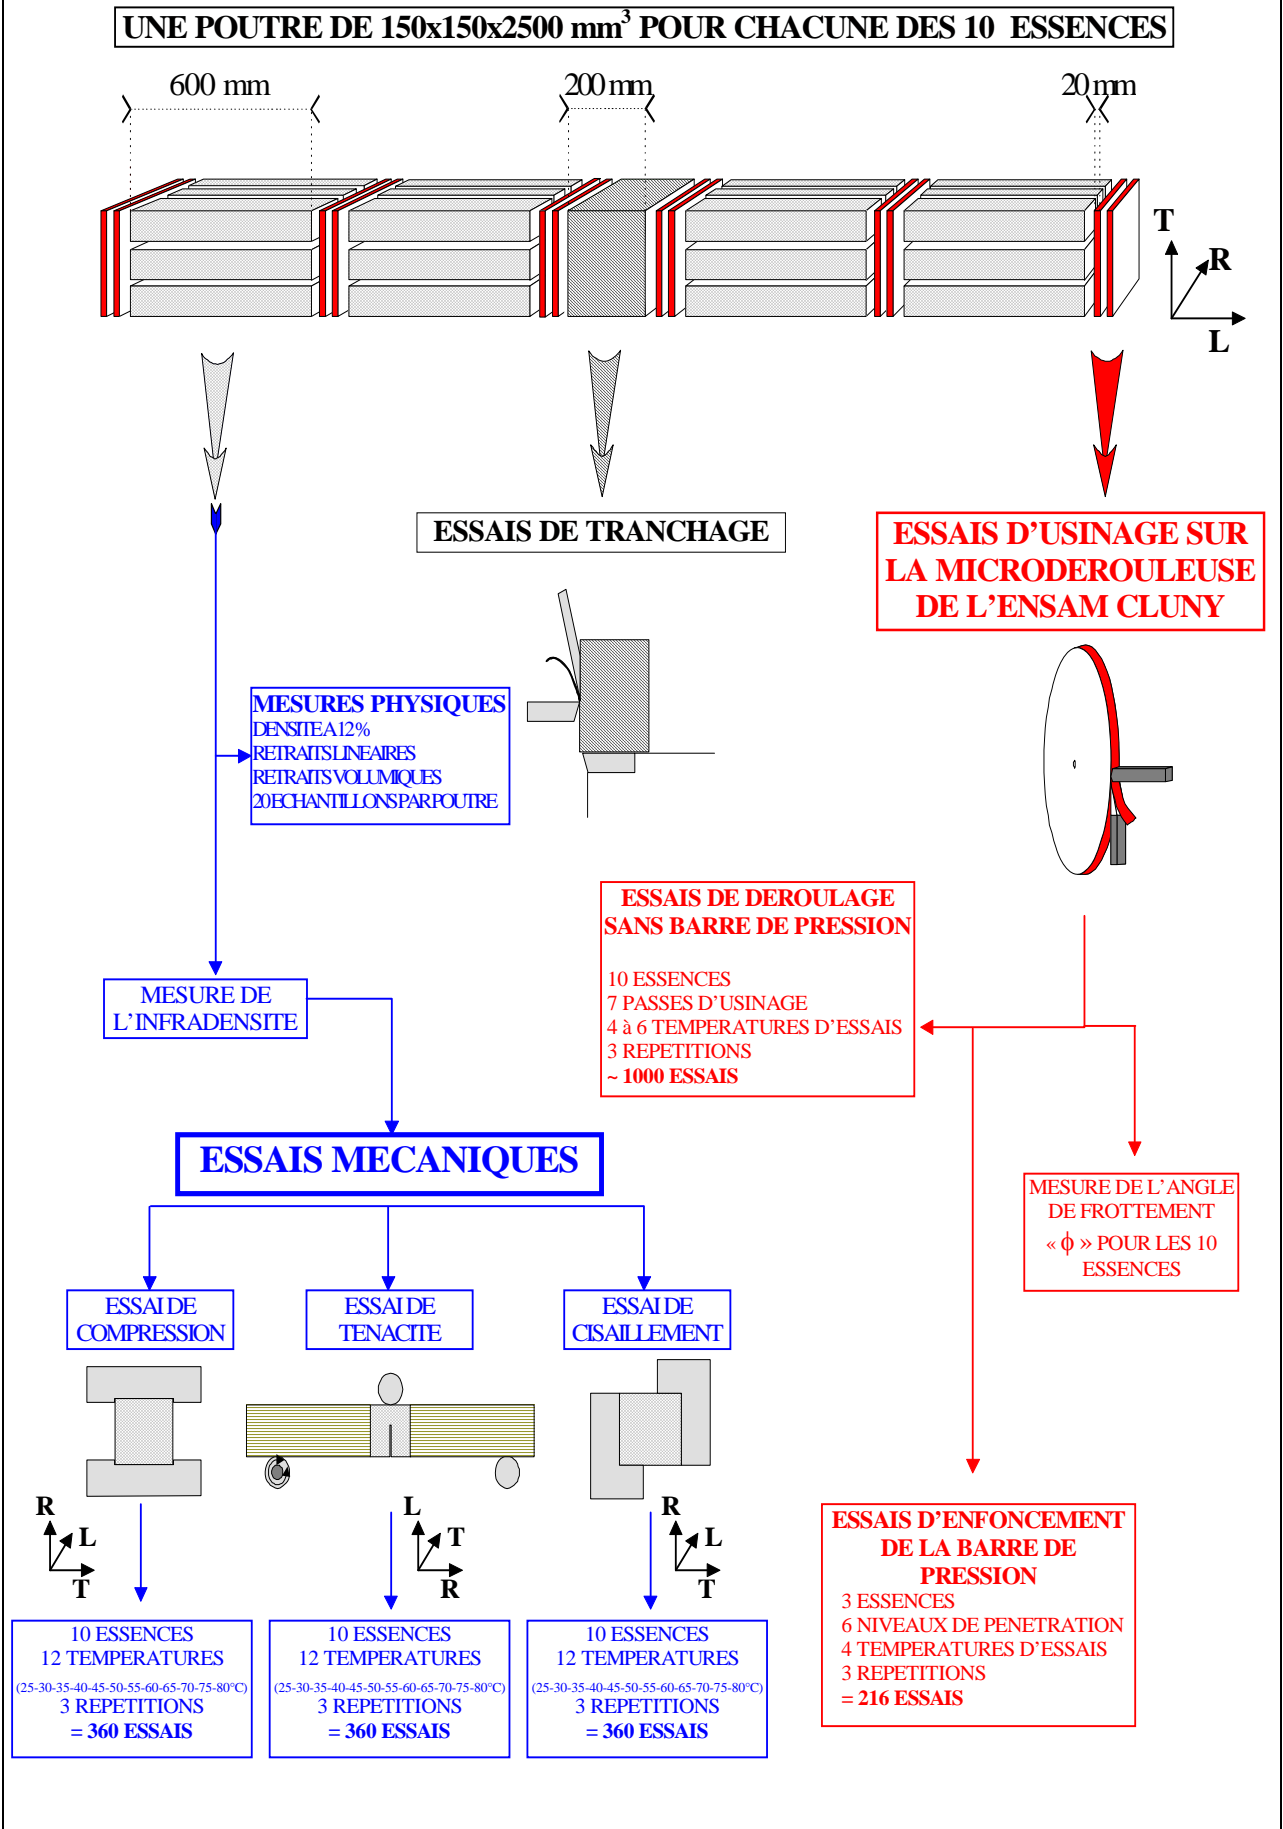 UNE POUTRE DE 150x150x2500 mm³ POUR CHACUNE DES 10 ESSENCES
600 mm
200 mm
20 mm
T
R
L
ESSAIS DE TRANCHAGE
ESSAIS D'USINAGE SUR
LA MICRODEROULEUSE
DE L'ENSAM CLUNY
MESURES PHYSIQUES
DENSITE A 12%
RETRAITS LINEAIRES
RETRAITS VOLUMIQUES
20 ECHANTILLONS PAR POUTRE
ESSAIS DE DEROULAGE
SANS BARRE DE PRESSION
10 ESSENCES
7 PASSES D'USINAGE
4 à 6 TEMPERATURES D'ESSAIS
3 REPETITIONS
~ 1000 ESSAIS
MESURE DE
L'INFRADENSITE
ESSAIS MECANIQUES
MESURE DE L'ANGLE
DE FROTTEMENT
« ϕ » POUR LES 10
ESSENCES
ESSAI DE
COMPRESSION
ESSAI DE
TENACITE
ESSAI DE
CISAILLEMENT
R
L
T
L
T
R
R
L
T
ESSAIS D'ENFONCEMENT
DE LA BARRE DE
PRESSION
3 ESSENCES
6 NIVEAUX DE PENETRATION
4 TEMPERATURES D'ESSAIS
3 REPETITIONS
= 216 ESSAIS
10 ESSENCES
12 TEMPERATURES
(25-30-35-40-45-50-55-60-65-70-75-80°C)
3 REPETITIONS
= 360 ESSAIS
10 ESSENCES
12 TEMPERATURES
(25-30-35-40-45-50-55-60-65-70-75-80°C)
3 REPETITIONS
= 360 ESSAIS
10 ESSENCES
12 TEMPERATURES
(25-30-35-40-45-50-55-60-65-70-75-80°C)
3 REPETITIONS
= 360 ESSAIS